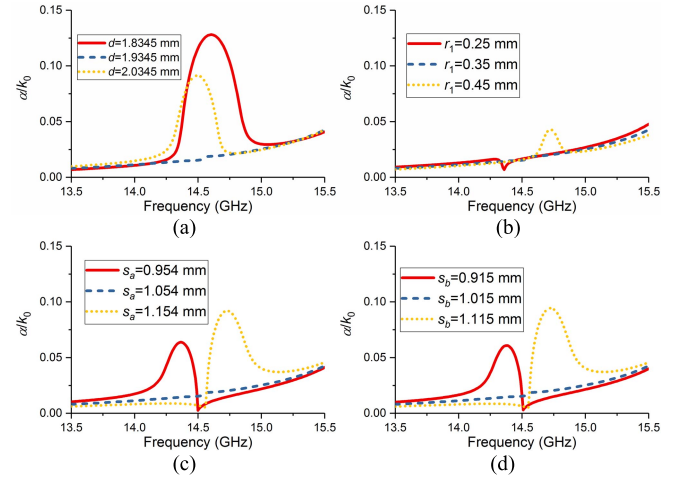 0.15
0.10
0.05
0.00
α/k0
d=1.8345 mm
d=1.9345 mm
d=2.0345 mm
13.5 14.0 14.5 15.0 15.5
Frequency (GHz)
(a)
0.15
0.10
0.05
0.00
α/k0
r1=0.25 mm
r1=0.35 mm
r1=0.45 mm
13.5 14.0 14.5 15.0 15.5
Frequency (GHz)
(b)
0.15
0.10
0.05
0.00
α/k0
sa=0.954 mm
sa=1.054 mm
sa=1.154 mm
13.5 14.0 14.5 15.0 15.5
Frequency (GHz)
(c)
0.15
0.10
0.05
0.00
α/k0
sb=0.915 mm
sb=1.015 mm
sb=1.115 mm
13.5 14.0 14.5 15.0 15.5
Frequency (GHz)
(d)